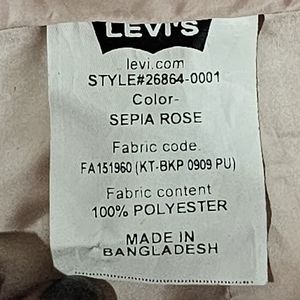 LEVI'S
levi.com
STYLE#26864-0001
Color-
SEPIA ROSE
Fabric code.
FA151960 (KT-BKP 0909 PU)
Fabric content
100% POLYESTER
MADE IN
BANGLADESH